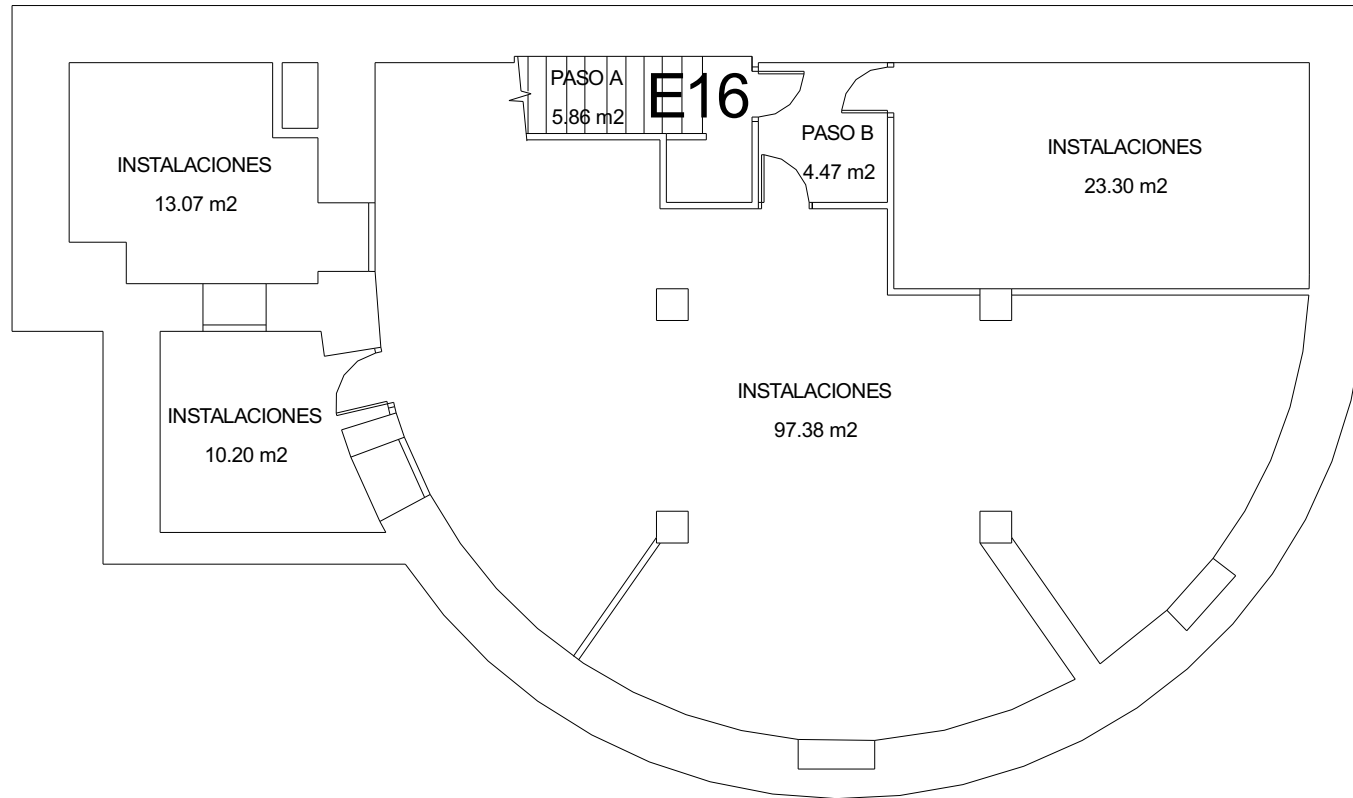 PASO A
5.86 m2
E16
PASO B
4.47 m2
INSTALACIONES
23.30 m2
INSTALACIONES
13.07 m2
INSTALACIONES
97.38 m2
INSTALACIONES
10.20 m2